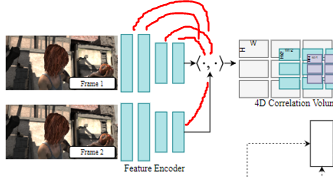 W
H
Frame 1
4D Correlation Volum
Frame 2
Feature Encoder